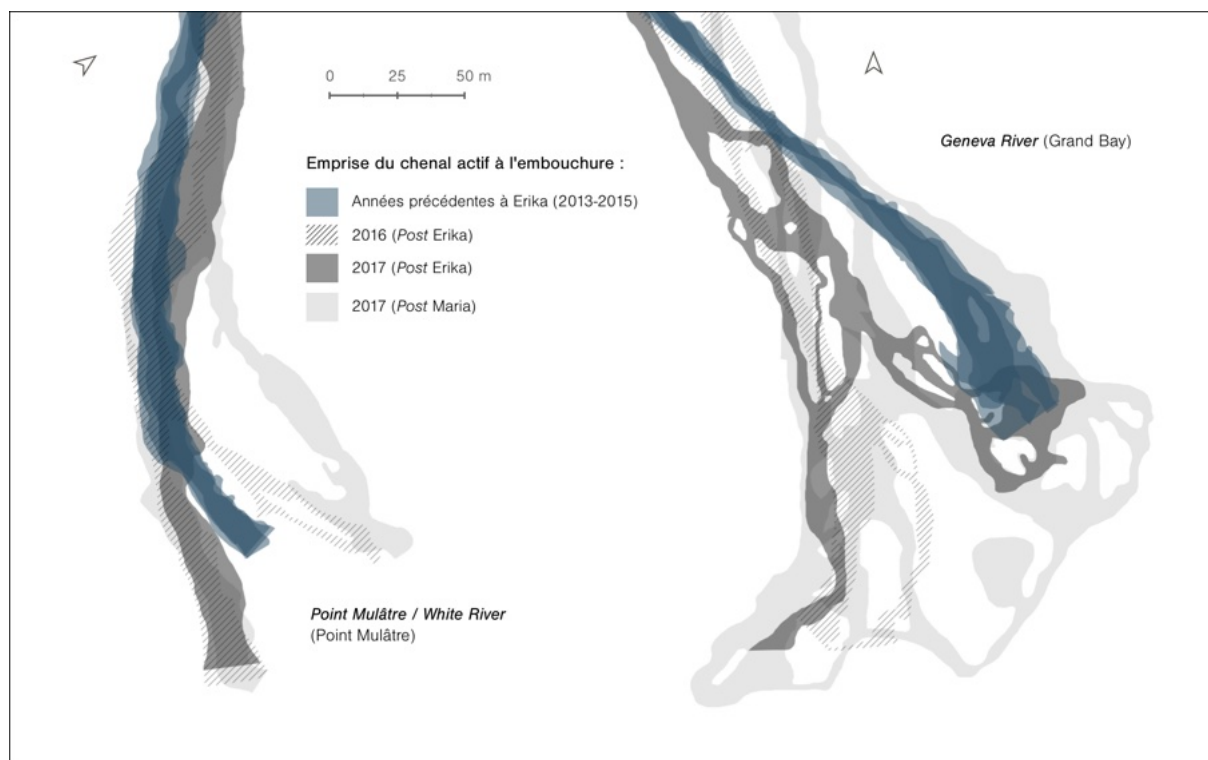 0 25 50 m
Geneva River (Grand Bay)
Emprise du chenal actif à l'embouchure :
Années précédentes à Erika (2013-2015)
2016 (Post Erika)
2017 (Post Erika)
2017 (Post Maria)
Point Mulâtre / White River
(Point Mulâtre)